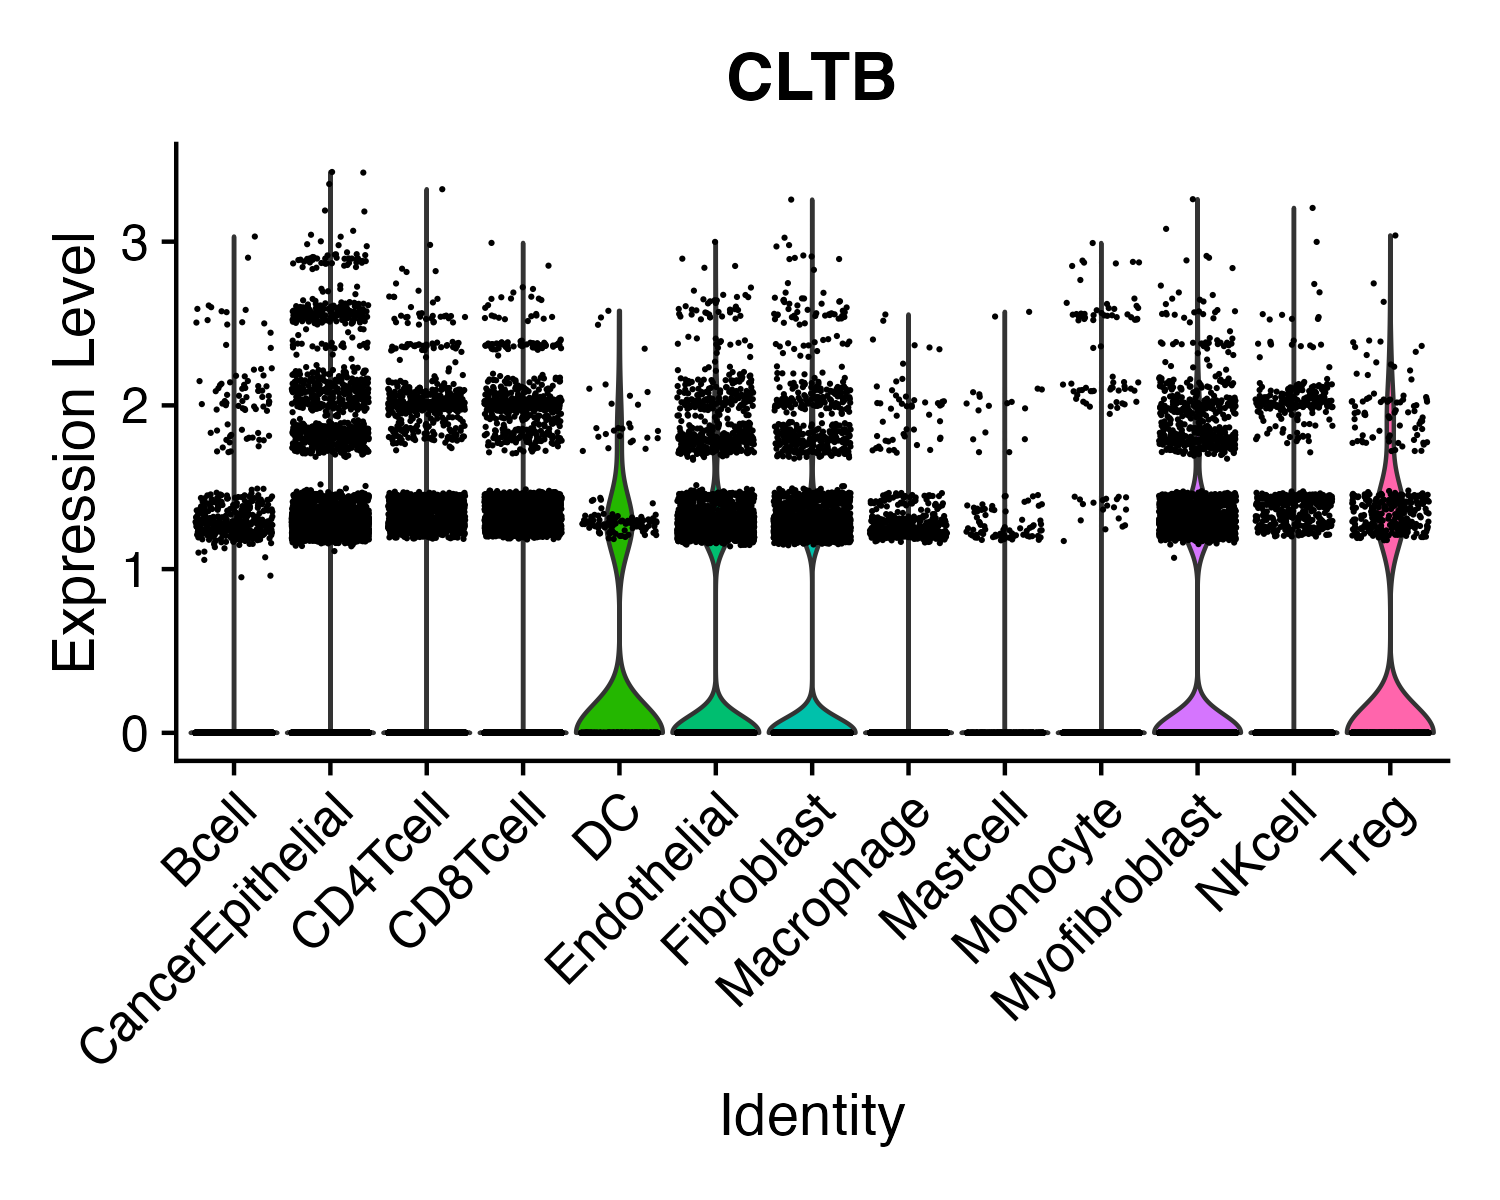 CLTB
Expression Level
3
2
1
0
Bcell
CancerEpithelial
CD4Tcell
CD8Tcell
DC
Endothelial
Fibroblast
Macrophage
Mastcell
Monocyte
Myofibroblast
NKcell
Treg
Identity